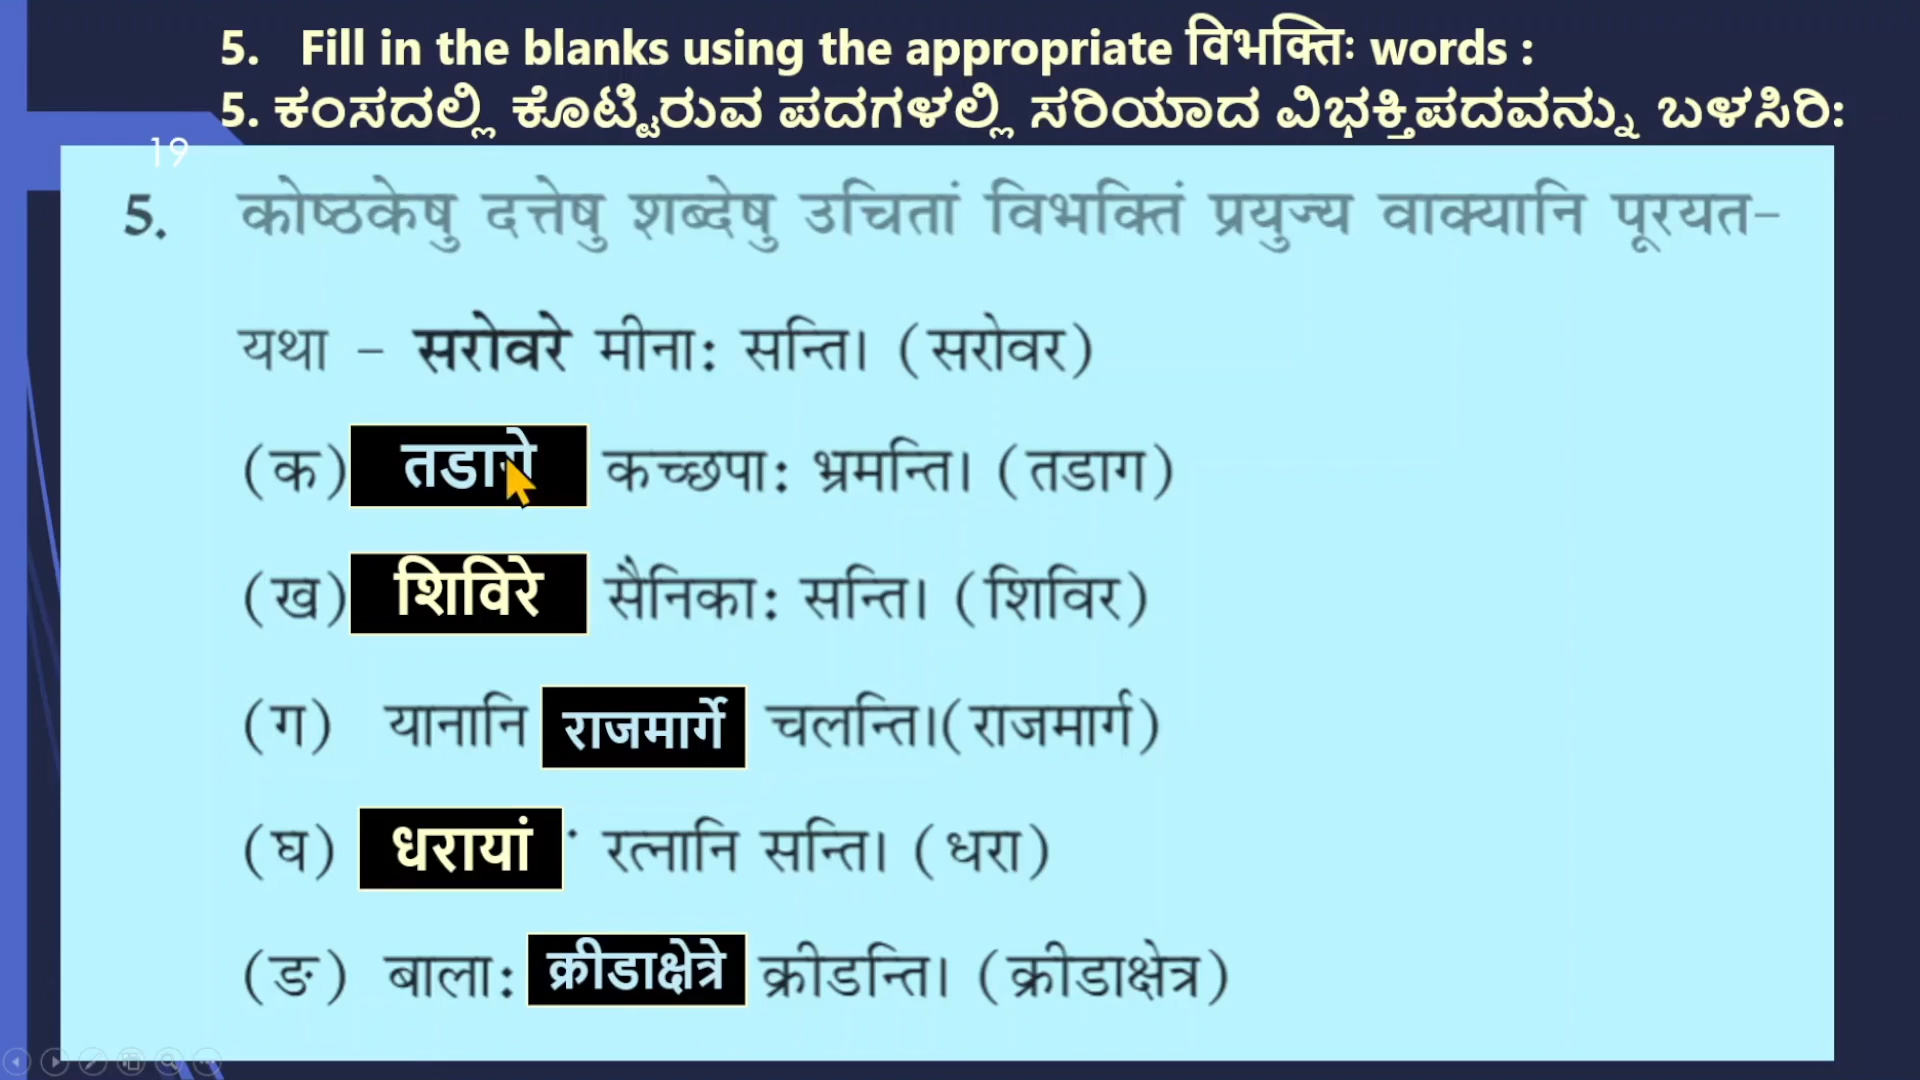 5. Fill in the blanks using the appropriate विभक्तिः words :
5. ಕಂಸದಲ್ಲಿ ಕೊಟ್ಟಿರುವ ಪದಗಳಲ್ಲಿ ಸರಿಯಾದ ವಿಭಕ್ತಿಪದವನ್ನು ಬಳಸಿರಿ:
19
5. कोष्ठकेषु दत्तेषु शब्देषु उचितां विभक्तिं प्रयुज्य वाक्यानि पूरयत–
यथा – सरोवरे मीनाः सन्ति। (सरोवर)
(क) तडागे कच्छपाः भ्रमन्ति। (तडाग)
(ख) शिविरे सैनिकाः सन्ति। (शिविर)
(ग) यानानि राजमार्गे चलन्ति।(राजमार्ग)
(घ) धरायां रत्नानि सन्ति। (धरा)
(ङ) बालाः क्रीडाक्षेत्रे क्रीडन्ति। (क्रीडाक्षेत्र)